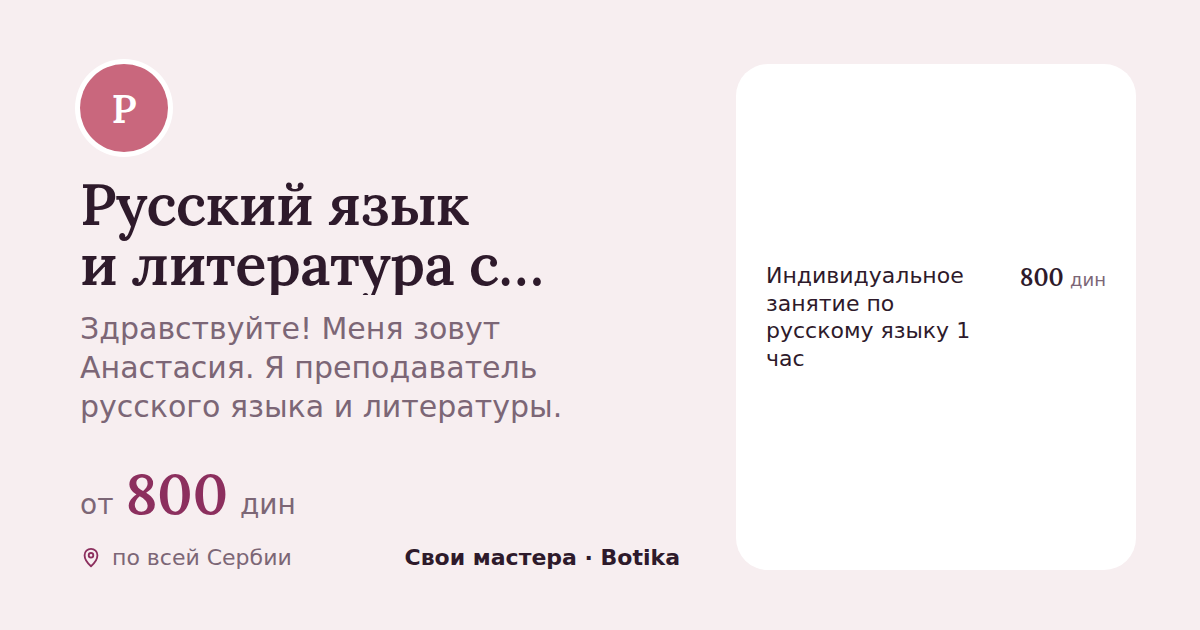 Р
Русский язык
и литература с...
Здравствуйте! Меня зовут
Анастасия. Я преподаватель
русского языка и литературы.
от 800 дин
по всей Сербии
Свои мастера · Botika
Индивидуальное
занятие по
русскому языку 1
час
800 дин